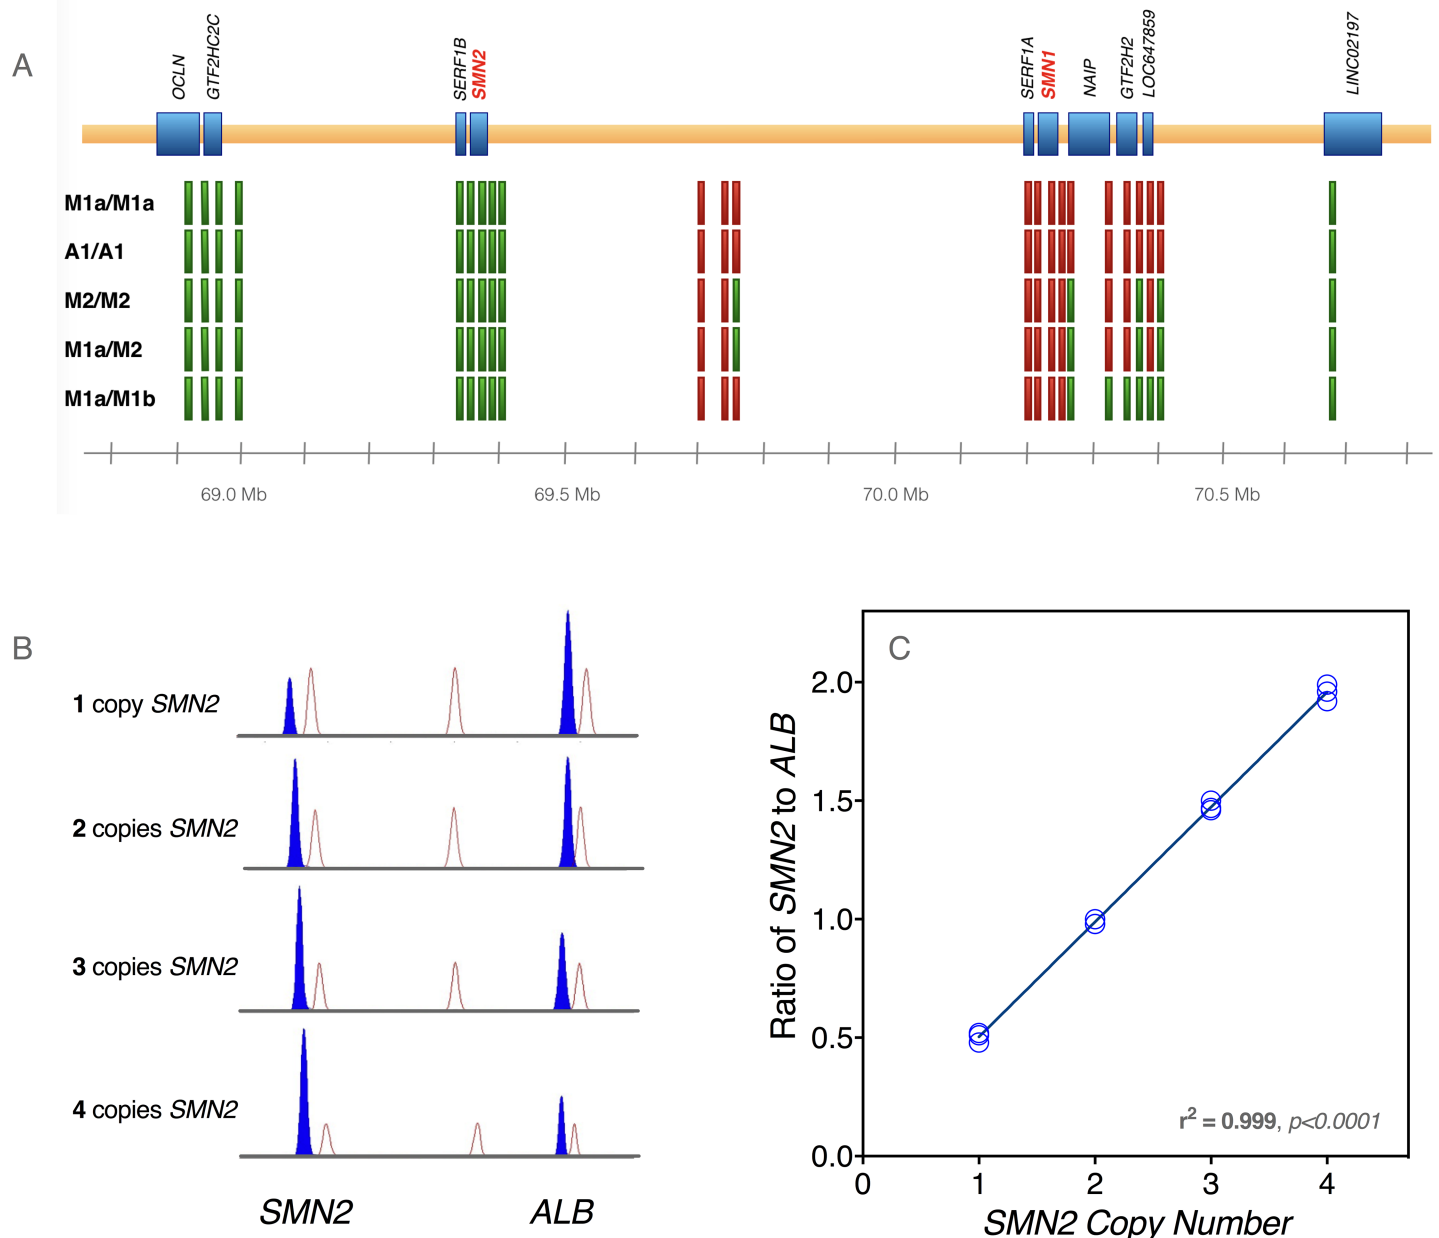 A
OCLN
GTF2HC2C
SERF1B
SMN2
SERF1A
SMN1
NAIP
GTF2H2
LOC647859
LINC02197
M1a/M1a
A1/A1
M2/M2
M1a/M2
M1a/M1b
69.0 Mb
69.5 Mb
70.0 Mb
70.5 Mb
B
1 copy SMN2
2 copies SMN2
3 copies SMN2
4 copies SMN2
SMN2
ALB
C
Ratio of SMN2 to ALB
2.0
1.5
1.0
0.5
0.0
r² = 0.999, p<0.0001
0
1
2
3
4
SMN2 Copy Number